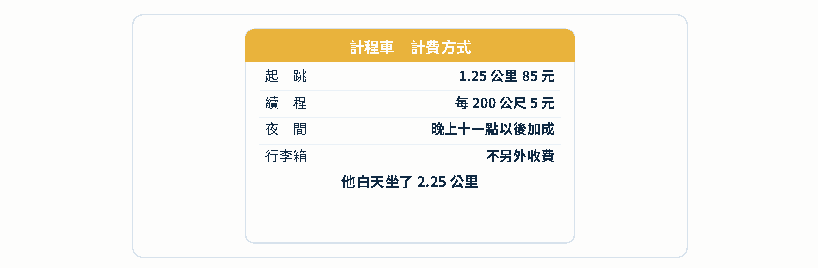 計程車　計費方式
起　跳　1.25 公里 85 元
續　程　每 200 公尺 5 元
夜　間　晚上十一點以後加成
行李箱　不另外收費
他白天坐了 2.25 公里